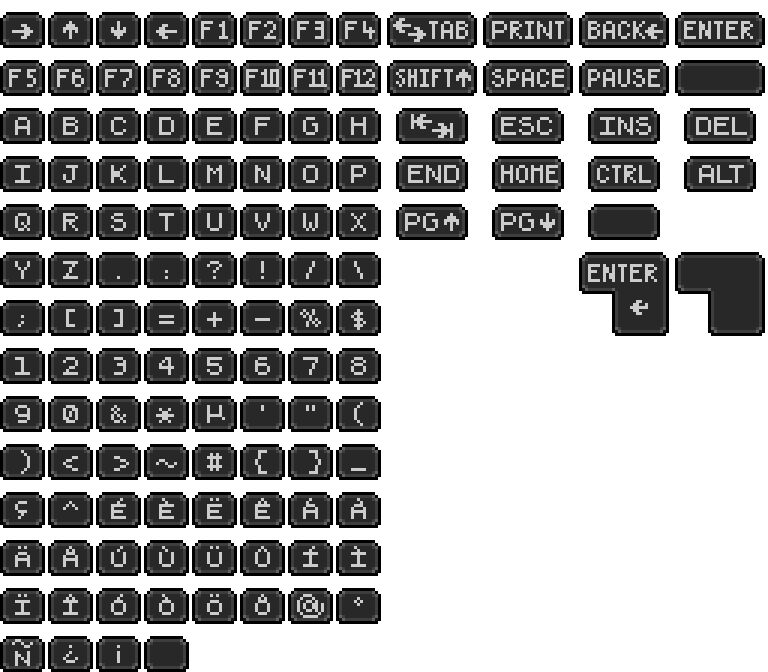 → ↑ ↓ ← F1 F2 F3 F4 ⇆TAB PRINT BACK← ENTER
F5 F6 F7 F8 F9 F10 F11 F12 SHIFT↑ SPACE PAUSE
A B C D E F G H ↹ ESC INS DEL
I J K L M N O P END HOME CTRL ALT
Q R S T U V W X PG↑ PG↓
Y Z . : ? ! / \ ENTER
; [ ] = + - % $ ←
1 2 3 4 5 6 7 8
9 0 & * µ ' " (
) < > ~ # { } _
ç ^ É È Ë Ê Á À
Ä Â Ú Ù Ü Û Í Ì
Ï Î Ó Ò Ö Ô @ °
Ñ ¿ ¡